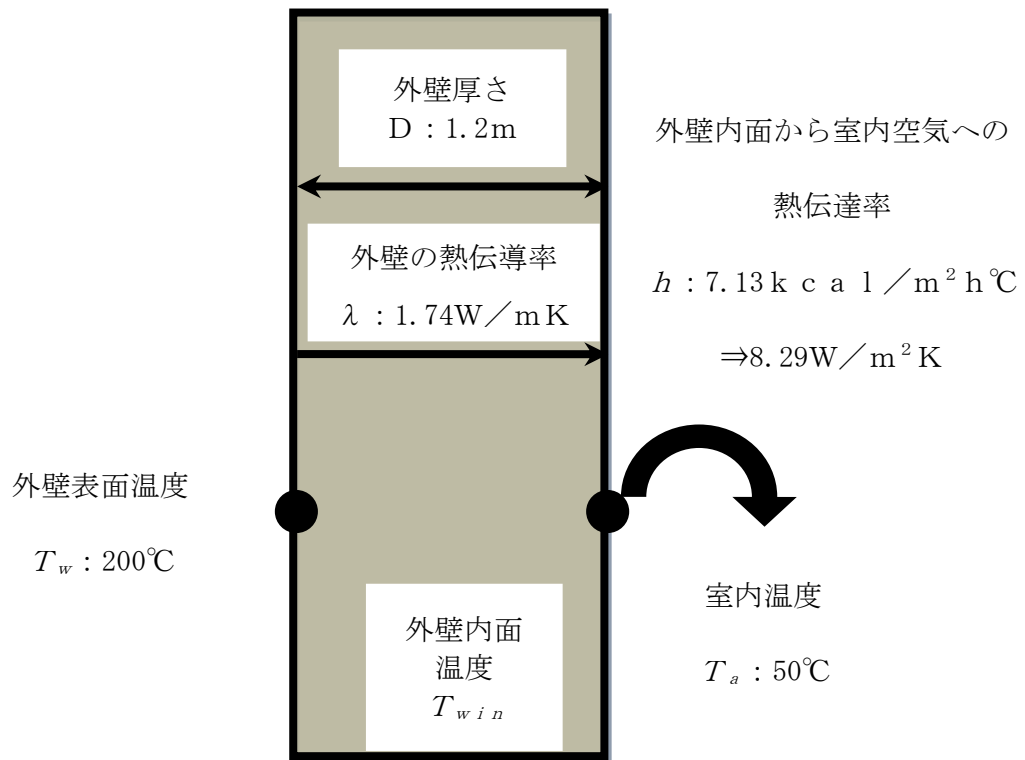 外壁厚さ
D:1.2m
外壁内面から室内空気への
熱伝達率
h:7.13kcal/m²h℃
⇒8.29W/m²K
外壁の熱伝導率
λ:1.74W/mK
外壁表面温度
Tw:200℃
外壁内面
温度
Twin
室内温度
Ta:50℃